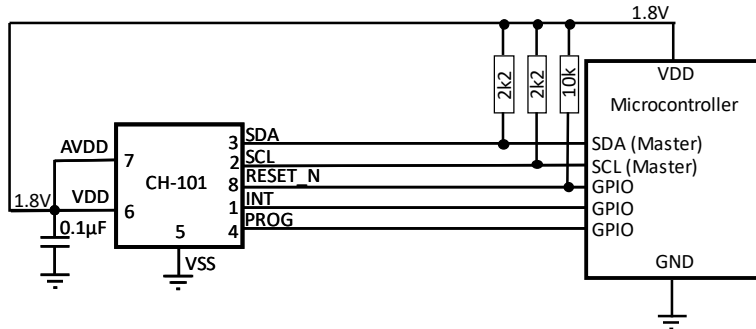 1.8V
2k2
2k2
10k
VDD
Microcontroller
SDA (Master)
SCL (Master)
GPIO
GPIO
GPIO
GND
CH-101
3 SDA
2 SCL
8 RESET_N
1 INT
4 PROG
AVDD 7
1.8V VDD 6
0.1µF
5
VSS